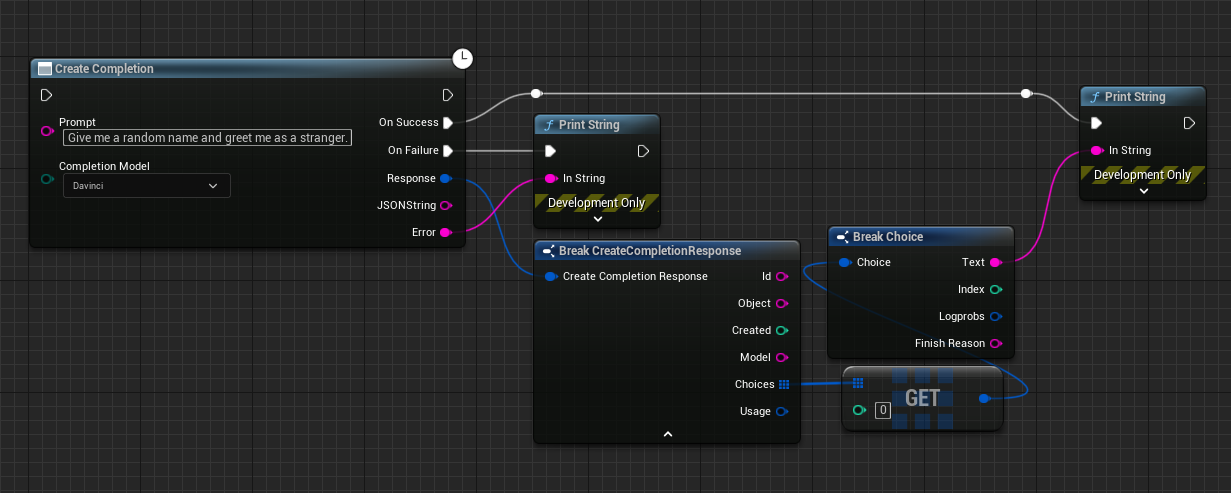 Create Completion
Prompt
Give me a random name and greet me as a stranger.
Completion Model
Davinci
On Success
On Failure
Response
JSONString
Error
f Print String
In String
Development Only
Break CreateCompletionResponse
Create Completion Response
Id
Object
Created
Model
Choices
Usage
Break Choice
Choice
Text
Index
Logprobs
Finish Reason
GET
0
f Print String
In String
Development Only